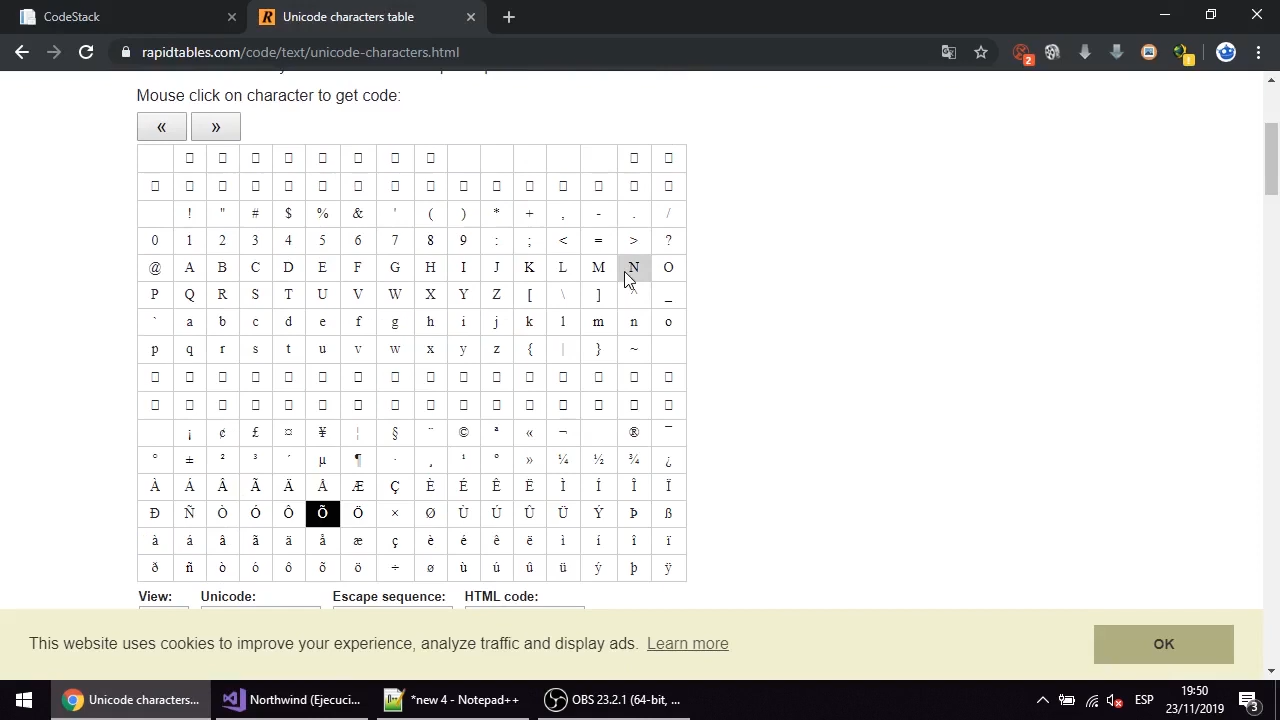 CodeStack
Unicode characters table
rapidtables.com/code/text/unicode-characters.html
2
1
Mouse click on character to get code:
« »
! " # $ % & ' ( ) * + , - . /
0 1 2 3 4 5 6 7 8 9 : ; < = > ?
@ A B C D E F G H I J K L M N O
P Q R S T U V W X Y Z [ \ ] ^ _
` a b c d e f g h i j k l m n o
p q r s t u v w x y z { | } ~
¡ ¢ £ ¤ ¥ ¦ § ¨ © ª « ¬ ® ¯
° ± ² ³ ´ µ ¶ · ¸ ¹ º » ¼ ½ ¾ ¿
À Á Â Ã Ä Å Æ Ç È É Ê Ë Ì Í Î Ï
Ð Ñ Ò Ó Ô Õ Ö × Ø Ù Ú Û Ü Ý Þ ß
à á â ã ä å æ ç è é ê ë ì í î ï
ð ñ ò ó ô õ ö ÷ ø ù ú û ü ý þ ÿ
View: Unicode: Escape sequence: HTML code:
This website uses cookies to improve your experience, analyze traffic and display ads. Learn more
OK
Unicode characters...
Northwind (Ejecuci...
*new 4 - Notepad++
OBS 23.2.1 (64-bit, ...
ESP
19:50
23/11/2019
3